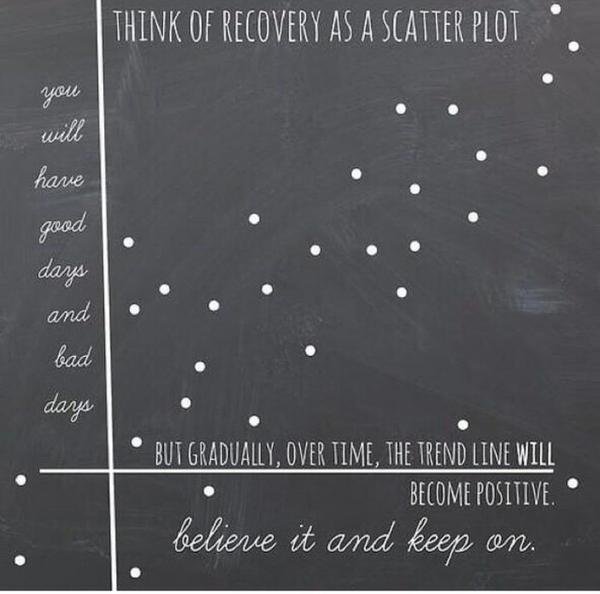 THINK OF RECOVERY AS A SCATTER PLOT
you
will
have
good
days
and
bad
days
BUT GRADUALLY, OVER TIME, THE TREND LINE WILL
BECOME POSITIVE.
believe it and keep on.